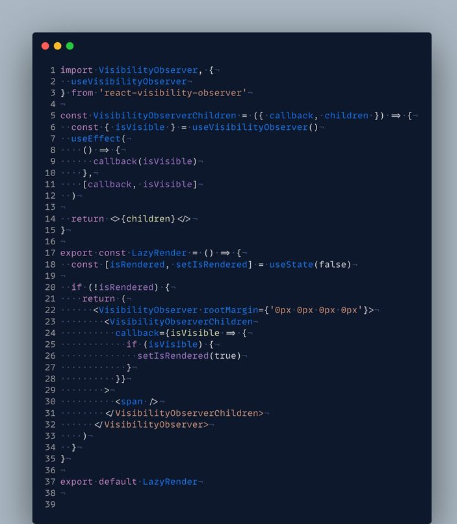 1 import VisibilityObserver, {
2   useVisibilityObserver
3 } from 'react-visibility-observer'
4
5 const VisibilityObserverChildren = ({ callback, children }) => {
6   const { isVisible } = useVisibilityObserver()
7   useEffect(
8     () => {
9       callback(isVisible)
10     },
11     [callback, isVisible]
12   )
13
14   return <>{children}</>
15 }
16
17 export const LazyRender = () => {
18   const [isRendered, setIsRendered] = useState(false)
19
20   if (!isRendered) {
21     return (
22       <VisibilityObserver rootMargin={'0px 0px 0px 0px'}>
23         <VisibilityObserverChildren
24           callback={isVisible => {
25             if (isVisible) {
26               setIsRendered(true)
27             }
28           }}
29         >
30           <span />
31         </VisibilityObserverChildren>
32       </VisibilityObserver>
33     )
34   }
35 }
36
37 export default LazyRender
38
39